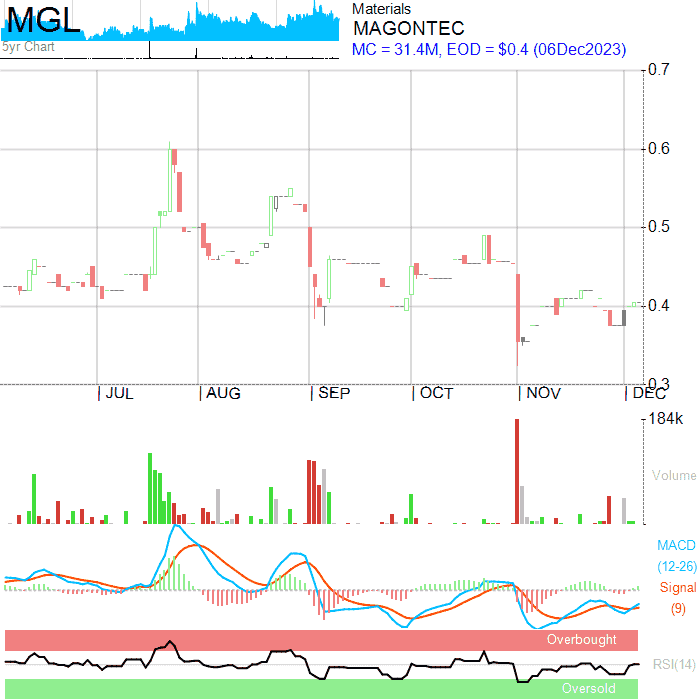 MGL
5yr Chart
Materials
MAGONTEC
MC = 31.4M, EOD = $0.4 (06Dec2023)
0.7
0.6
0.5
0.4
0.3
JUL AUG SEP OCT NOV DEC
184k
Volume
MACD
(12-26)
Signal
(9)
Overbought
RSI(14)
Oversold